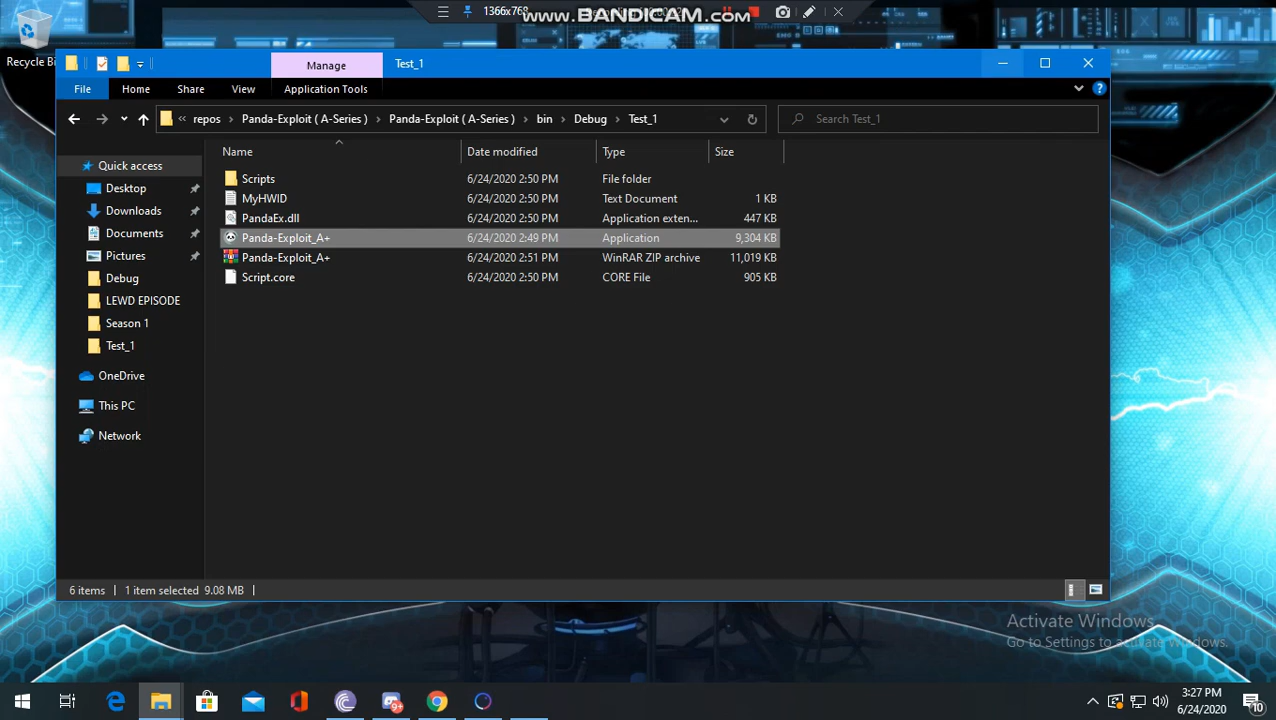 1366x768
www.BANDICAM.com
Recycle Bi
Manage
Test_1
File
Home
Share
View
Application Tools
repos
Panda-Exploit ( A-Series )
Panda-Exploit ( A-Series )
bin
Debug
Test_1
Search Test_1
Name
Date modified
Type
Size
Quick access
Desktop
Downloads
Documents
Pictures
Debug
LEWD EPISODE
Season 1
Test_1
OneDrive
This PC
Network
Scripts 6/24/2020 2:50 PM File folder
MyHWID 6/24/2020 2:50 PM Text Document 1 KB
PandaEx.dll 6/24/2020 2:50 PM Application exten... 447 KB
Panda-Exploit_A+ 6/24/2020 2:49 PM Application 9,304 KB
Panda-Exploit_A+ 6/24/2020 2:51 PM WinRAR ZIP archive 11,019 KB
Script.core 6/24/2020 2:50 PM CORE File 905 KB
6 items
1 item selected 9.08 MB
Activate Windows
Go to Settings to activate Windows.
9+
3:27 PM
6/24/2020
10